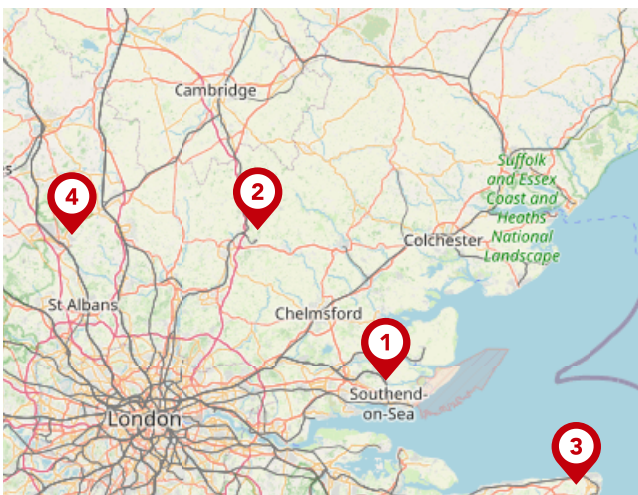 Cambridge
s
Suffolk
and Essex
Coast and
Heaths
National
Landscape
4
2
Colchester
St Albans
Chelmsford
1
Southend-
on-Sea
London
3